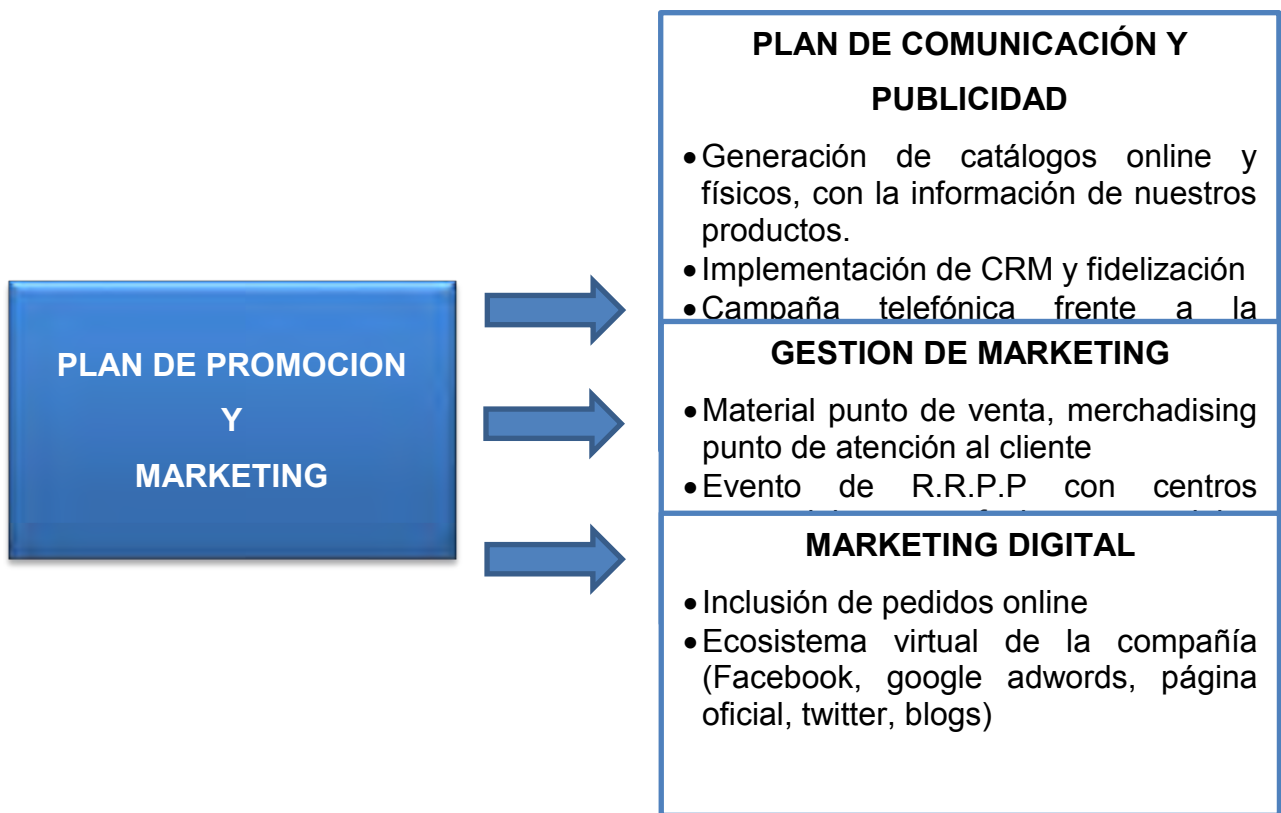 PLAN DE PROMOCION
Y
MARKETING
PLAN DE COMUNICACIÓN Y
PUBLICIDAD
•Generación de catálogos online y
físicos, con la información de nuestros
productos.
•Implementación de CRM y fidelización
•Campaña telefónica frente a la
GESTION DE MARKETING
•Material punto de venta, merchadising
punto de atención al cliente
•Evento de R.R.P.P con centros
MARKETING DIGITAL
•Inclusión de pedidos online
•Ecosistema virtual de la compañía
(Facebook, google adwords, página
oficial, twitter, blogs)